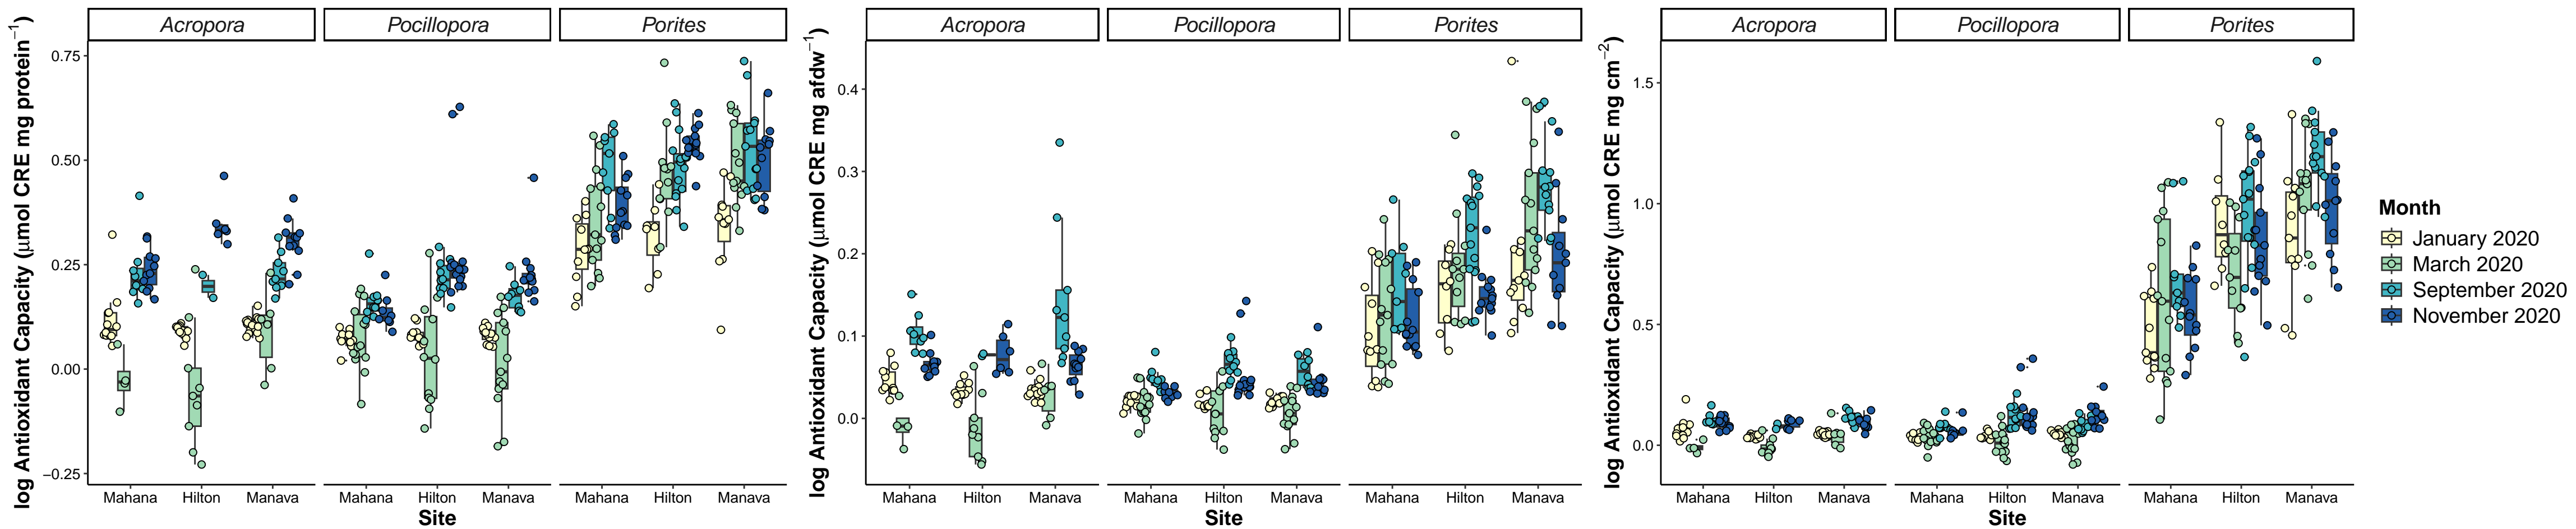 log Antioxidant Capacity (μmol CRE mg protein⁻¹)
Acropora
Pocillopora
Porites
0.75
0.50
0.25
0.00
−0.25
Mahana Hilton Manava
Mahana Hilton Manava
Mahana Hilton Manava
Site
log Antioxidant Capacity (μmol CRE mg afdw⁻¹)
Acropora
Pocillopora
Porites
0.4
0.3
0.2
0.1
0.0
Mahana Hilton Manava
Mahana Hilton Manava
Mahana Hilton Manava
Site
log Antioxidant Capacity (μmol CRE mg cm⁻²)
Acropora
Pocillopora
Porites
1.5
1.0
0.5
0.0
Mahana Hilton Manava
Mahana Hilton Manava
Mahana Hilton Manava
Site
Month
January 2020
March 2020
September 2020
November 2020